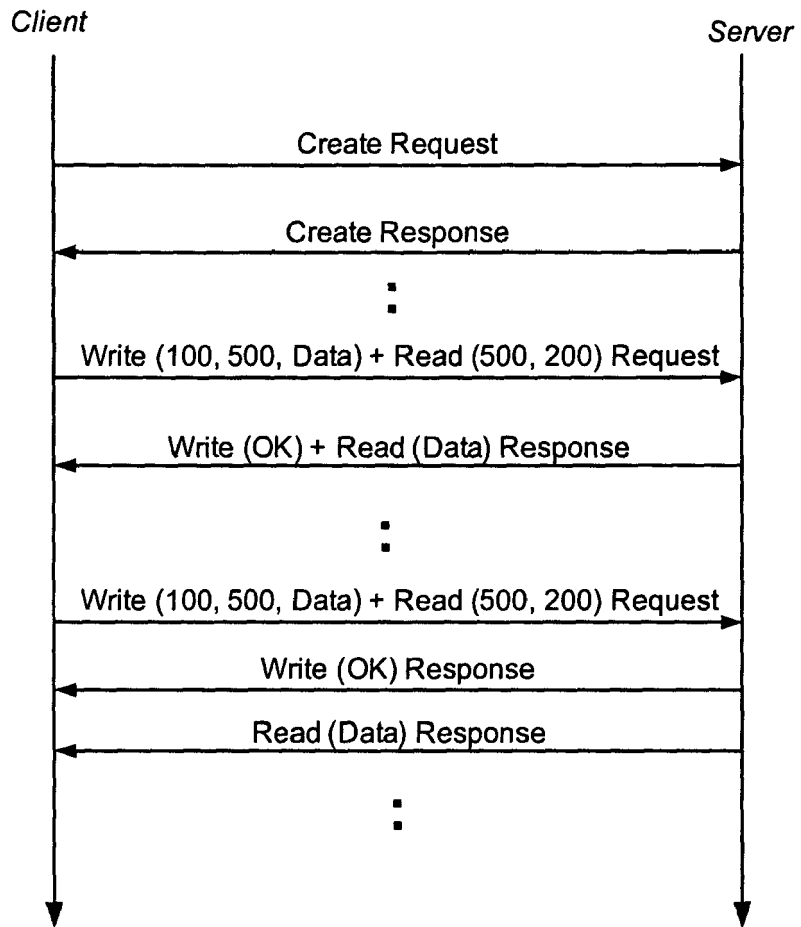 Client
Server
Create Request
Create Response
Write (100, 500, Data) + Read (500, 200) Request
Write (OK) + Read (Data) Response
Write (100, 500, Data) + Read (500, 200) Request
Write (OK) Response
Read (Data) Response